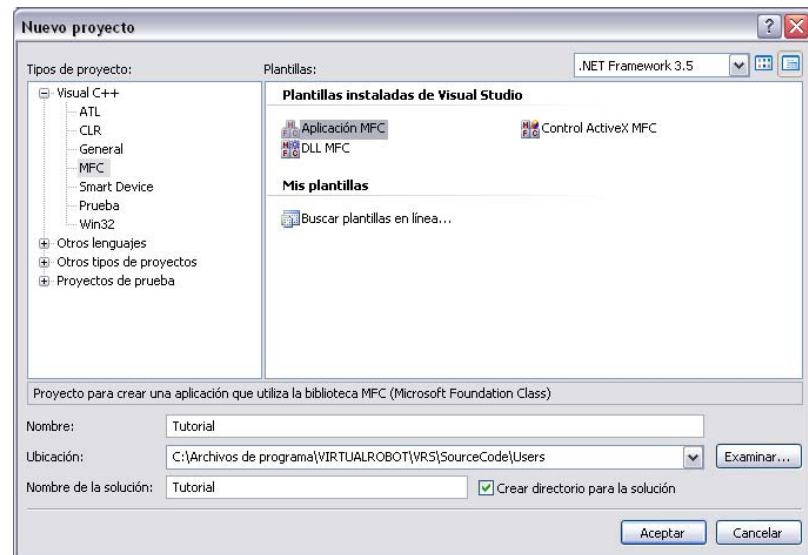 Nuevo proyecto
Tipos de proyecto:
Plantillas:
.NET Framework 3.5
Visual C++
ATL
CLR
General
MFC
Smart Device
Prueba
Win32
Otros lenguajes
Otros tipos de proyectos
Proyectos de prueba
Plantillas instaladas de Visual Studio
Aplicación MFC
Control ActiveX MFC
DLL MFC
Mis plantillas
Buscar plantillas en línea...
Proyecto para crear una aplicación que utiliza la biblioteca MFC (Microsoft Foundation Class)
Nombre:
Tutorial
Ubicación:
C:\Archivos de programa\VIRTUALROBOT\VRS\SourceCode\Users
Examinar...
Nombre de la solución:
Tutorial
Crear directorio para la solución
Aceptar
Cancelar